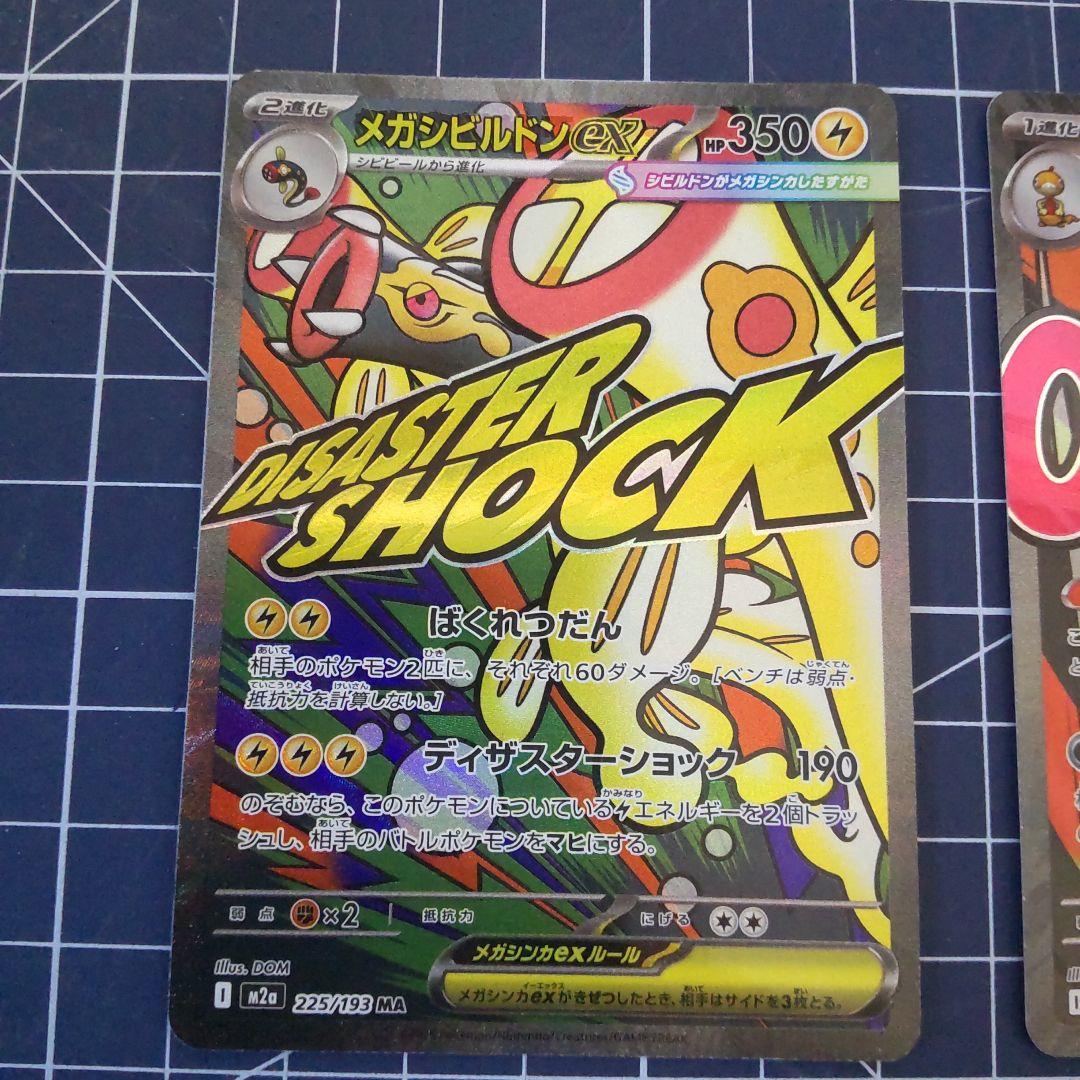 2進化
メガシビルドンex
HP350
シビビールから進化
シビルドンがメガシンカしたすがた
DISASTER
SHOCK
ばくれつだん
相手のポケモン2匹に、それぞれ60ダメージ。[ベンチは弱点・
抵抗力を計算しない。]
ディザスターショック 190
のぞむなら、このポケモンについているエネルギーを2個トラッ
シュし、相手のバトルポケモンをマヒにする。
弱点 ×2 抵抗力 にげる
メガシンカexルール
メガシンカexがきぜつしたとき、相手はサイドを3枚とる。
Illus. DOM
I m2a 225/193 MA
1進化